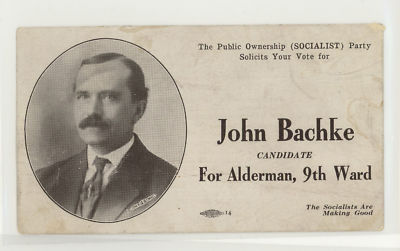 The Public Ownership (SOCIALIST) Party
Solicits Your Vote for
John Bachke
CANDIDATE
For Alderman, 9th Ward
14
The Socialists Are
Making Good